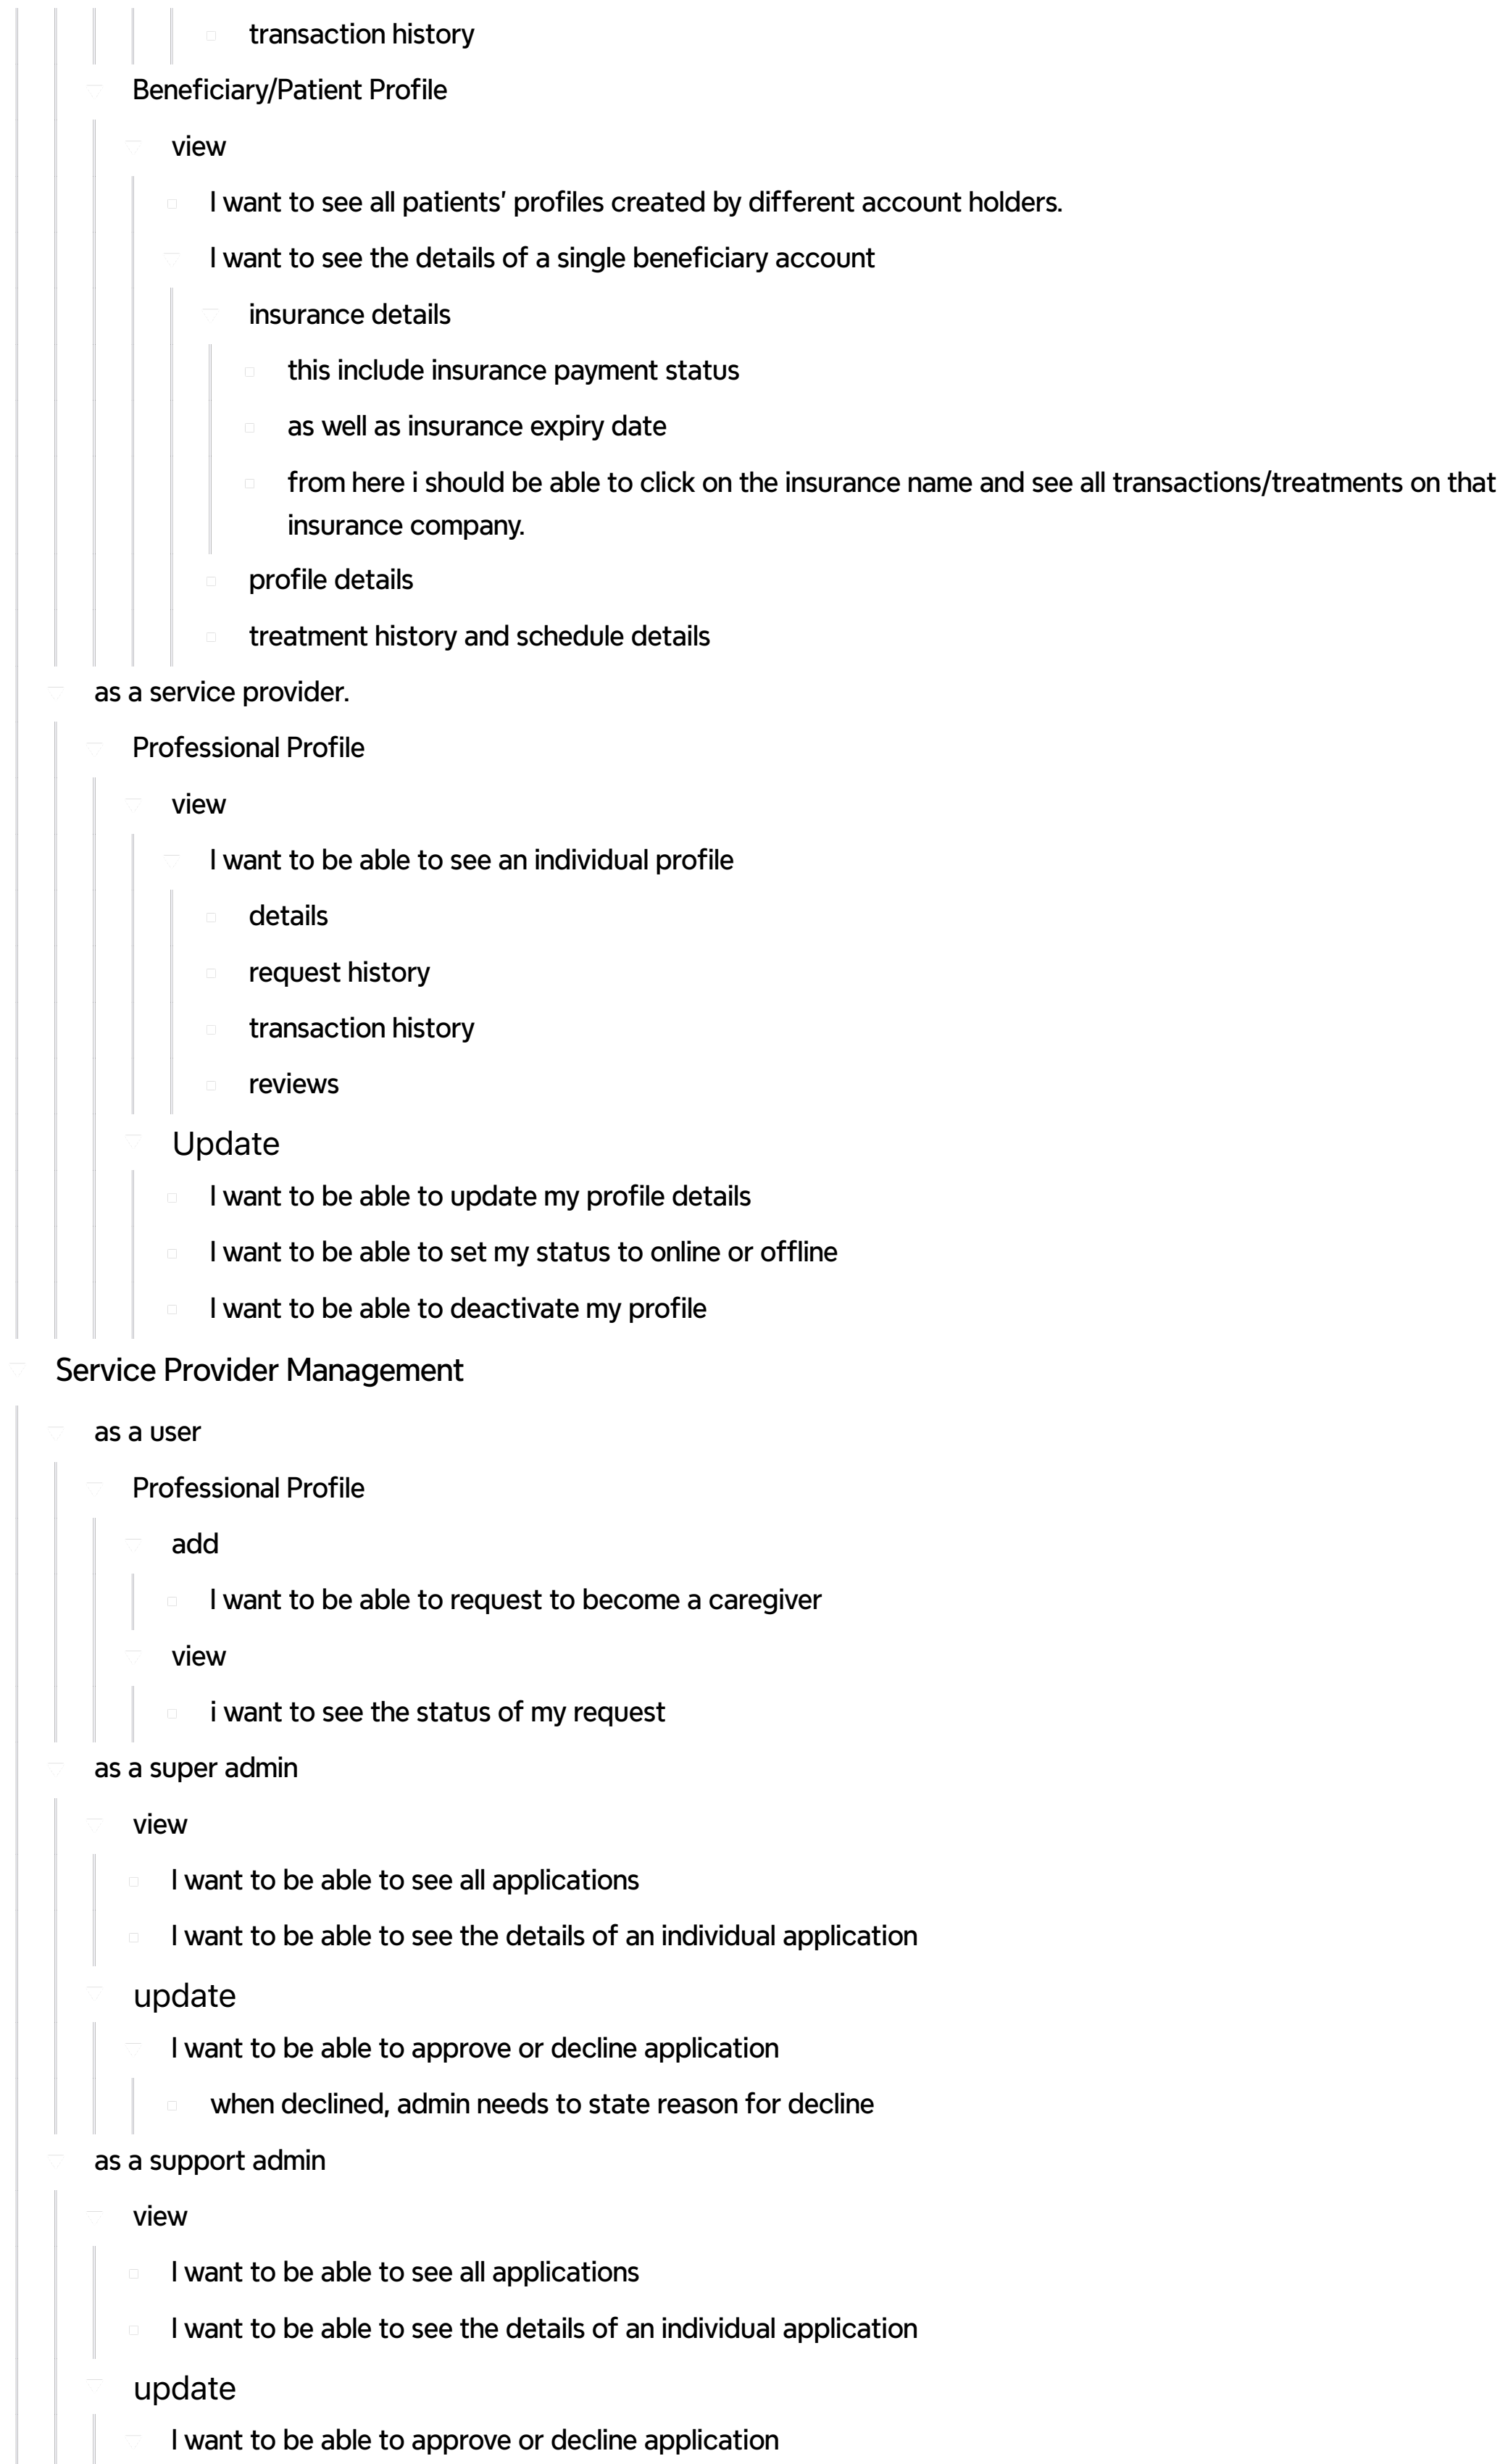 transaction history
Beneficiary/Patient Profile
view
I want to see all patients' profiles created by different account holders.
I want to see the details of a single beneficiary account
insurance details
this include insurance payment status
as well as insurance expiry date
from here i should be able to click on the insurance name and see all transactions/treatments on that
insurance company.
profile details
treatment history and schedule details
as a service provider.
Professional Profile
view
I want to be able to see an individual profile
details
request history
transaction history
reviews
Update
I want to be able to update my profile details
I want to be able to set my status to online or offline
I want to be able to deactivate my profile
Service Provider Management
as a user
Professional Profile
add
I want to be able to request to become a caregiver
view
i want to see the status of my request
as a super admin
view
I want to be able to see all applications
I want to be able to see the details of an individual application
update
I want to be able to approve or decline application
when declined, admin needs to state reason for decline
as a support admin
view
I want to be able to see all applications
I want to be able to see the details of an individual application
update
I want to be able to approve or decline application